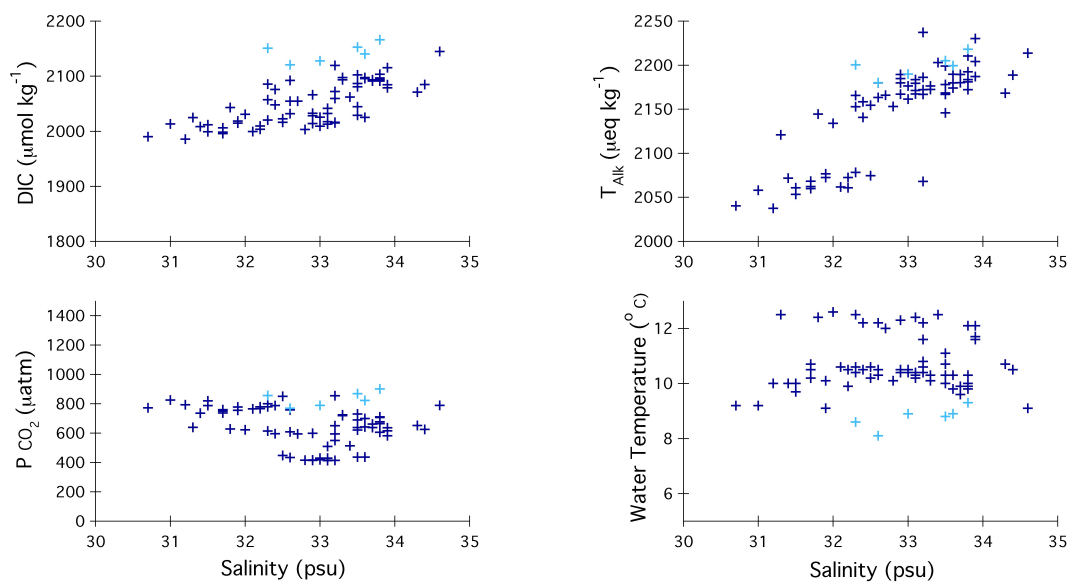 2200
2100
2000
1900
1800
DIC (μmol kg-1)
30 31 32 33 34 35
2250
2200
2150
2100
2050
2000
TAlk (μeq kg-1)
30 31 32 33 34 35
1400
1200
1000
800
600
400
200
0
P CO2 (μatm)
30 31 32 33 34 35
Salinity (psu)
12
10
8
6
Water Temperature (o C)
30 31 32 33 34 35
Salinity (psu)